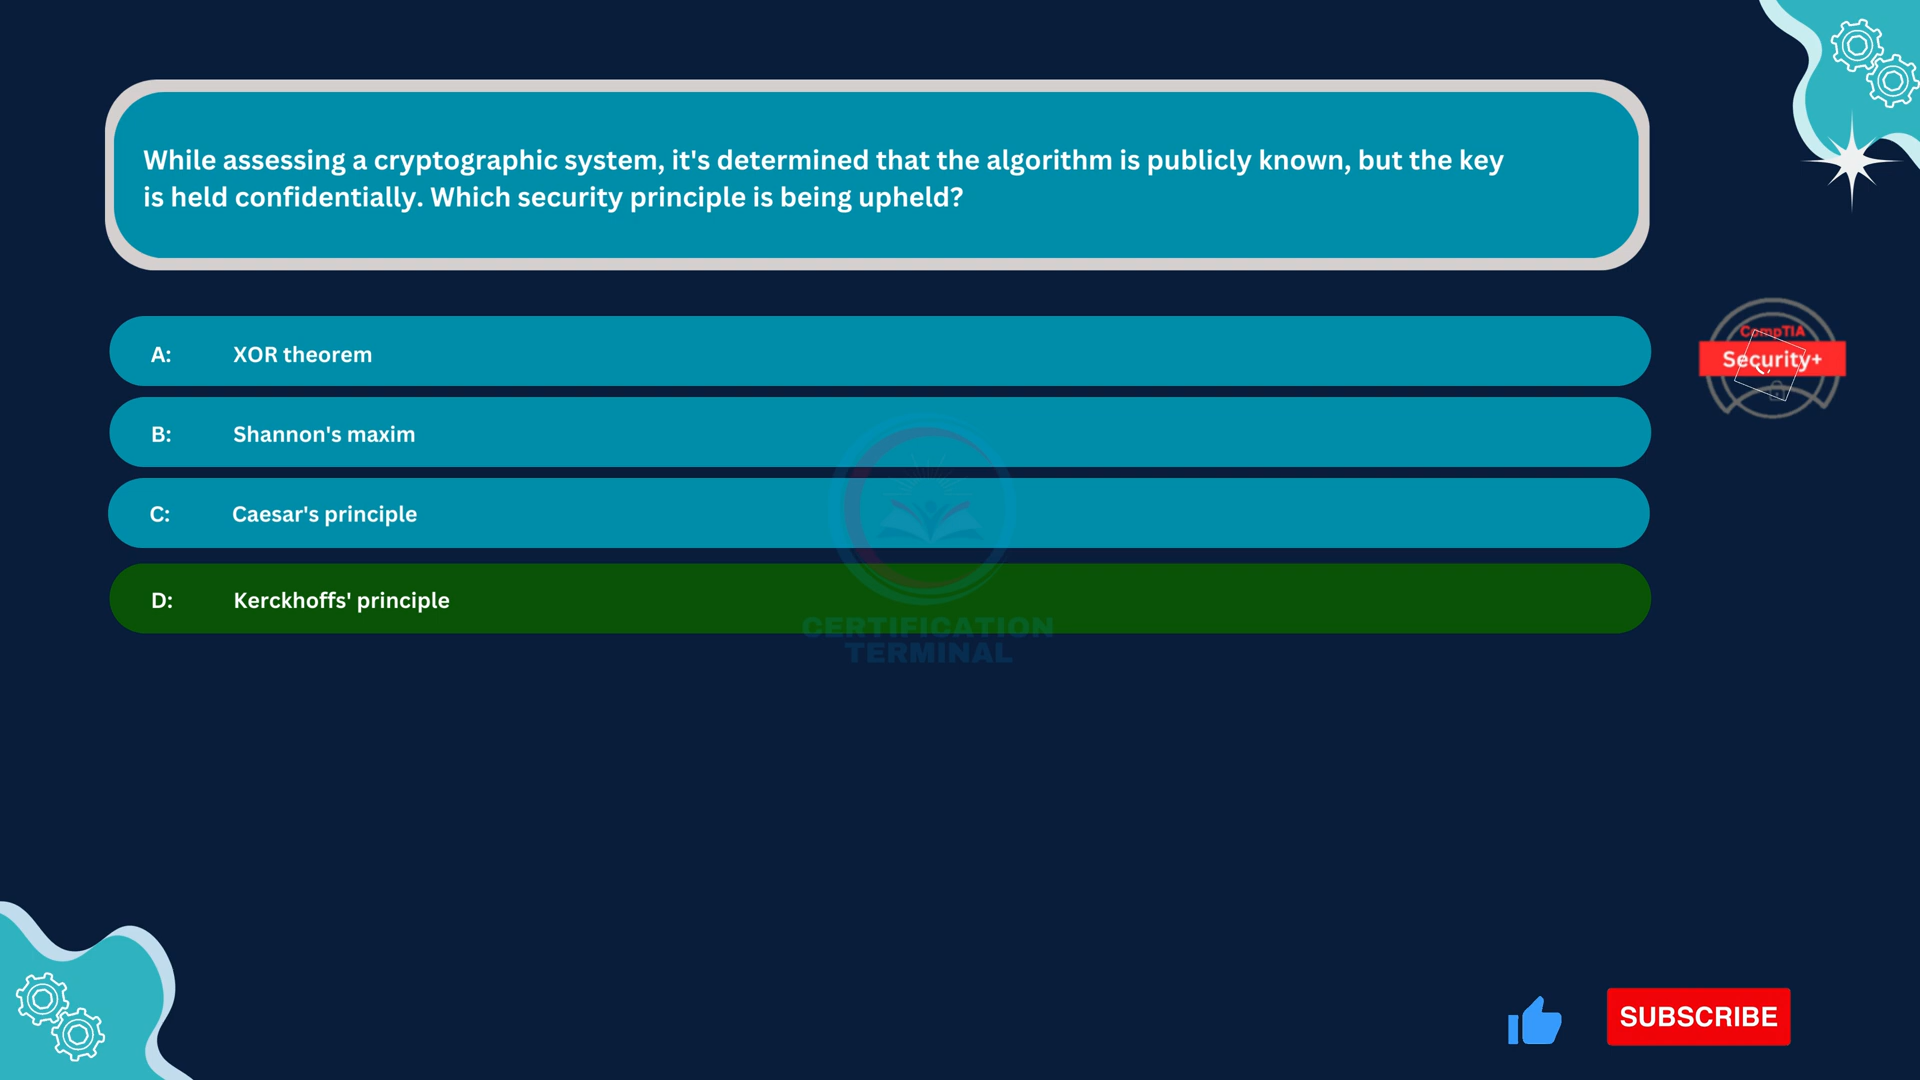 While assessing a cryptographic system, it's determined that the algorithm is publicly known, but the key
is held confidentially. Which security principle is being upheld?
A: XOR theorem
CompTIA
Security+
B: Shannon's maxim
C: Caesar's principle
D: Kerckhoffs' principle
CERTIFICATION
TERMINAL
SUBSCRIBE